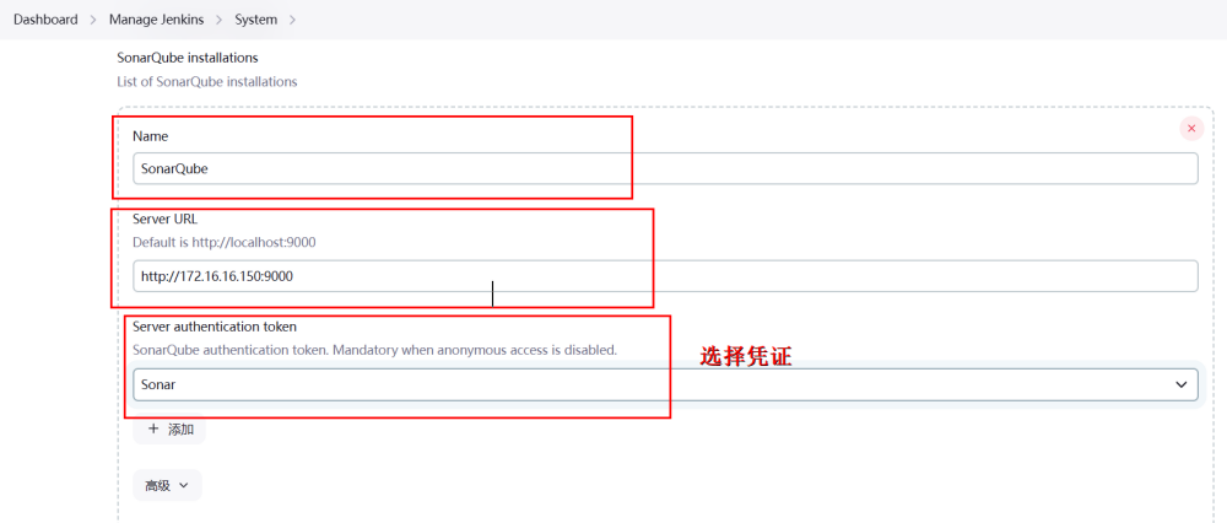 Dashboard > Manage Jenkins > System >
SonarQube installations
List of SonarQube installations
Name
SonarQube
Server URL
Default is http://localhost:9000
http://172.16.16.150:9000
Server authentication token
SonarQube authentication token. Mandatory when anonymous access is disabled.
选择凭证
Sonar
+ 添加
高级